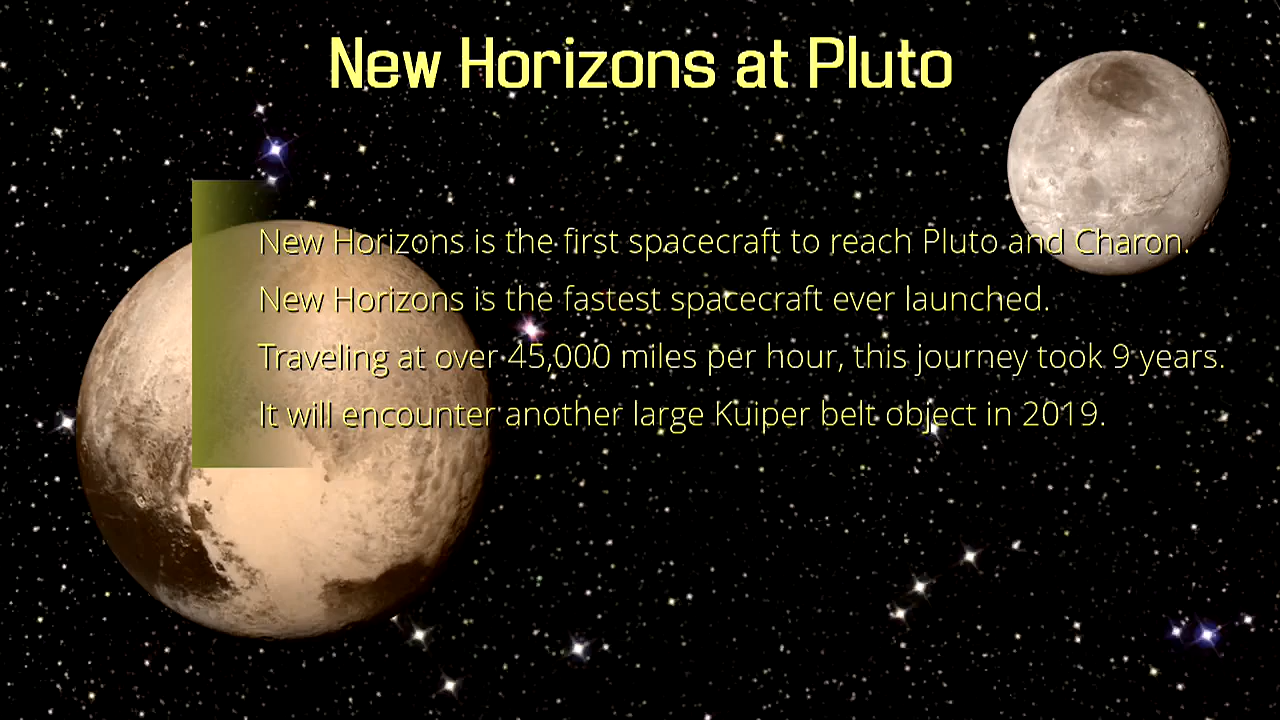 New Horizons at Pluto
New Horizons is the first spacecraft to reach Pluto and Charon.
New Horizons is the fastest spacecraft ever launched.
Traveling at over 45,000 miles per hour, this journey took 9 years.
It will encounter another large Kuiper belt object in 2019.